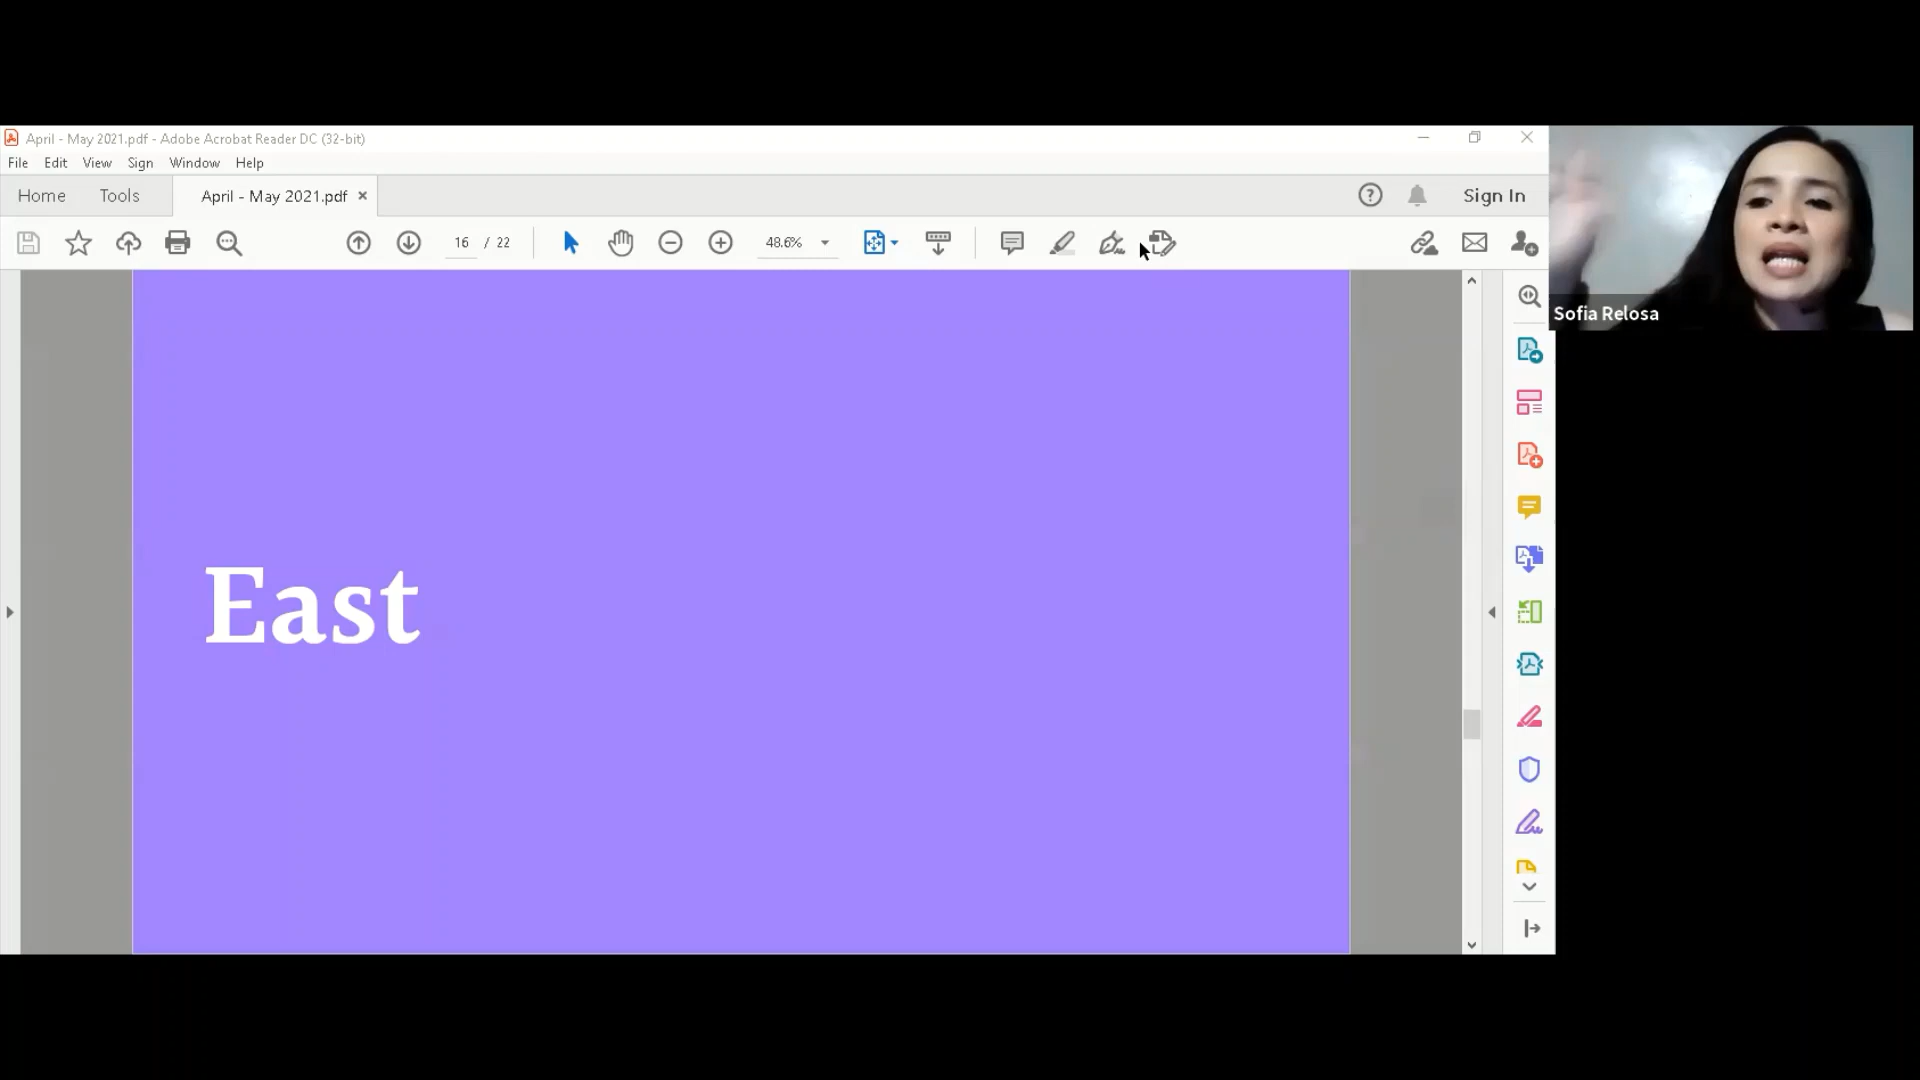 April - May 2021.pdf - Adobe Acrobat Reader DC (32-bit)
File Edit View Sign Window Help
Home Tools April - May 2021.pdf × Sign In
16 / 22 48.6%
East
Sofia Relosa